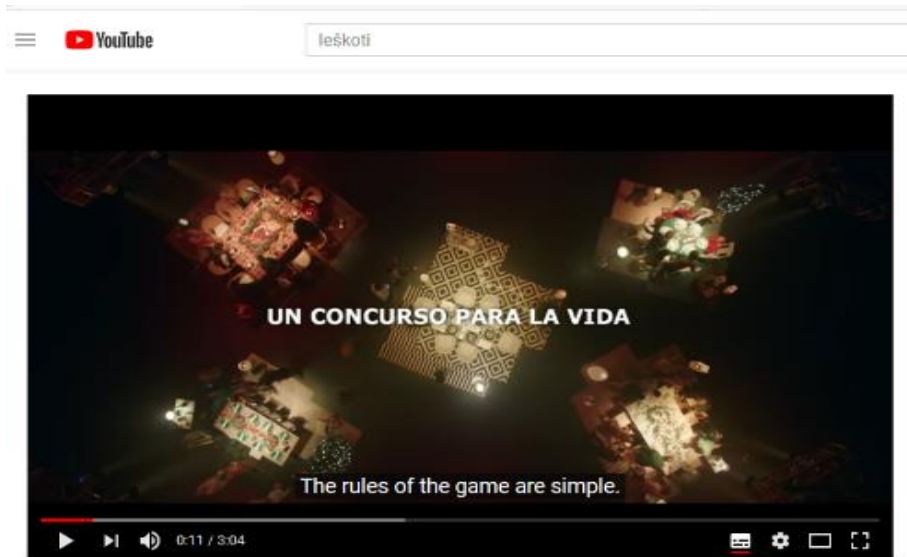 YouTube
Ieškoti
UN CONCURSO PARA LA VIDA
The rules of the game are simple.
0:11 / 3:04